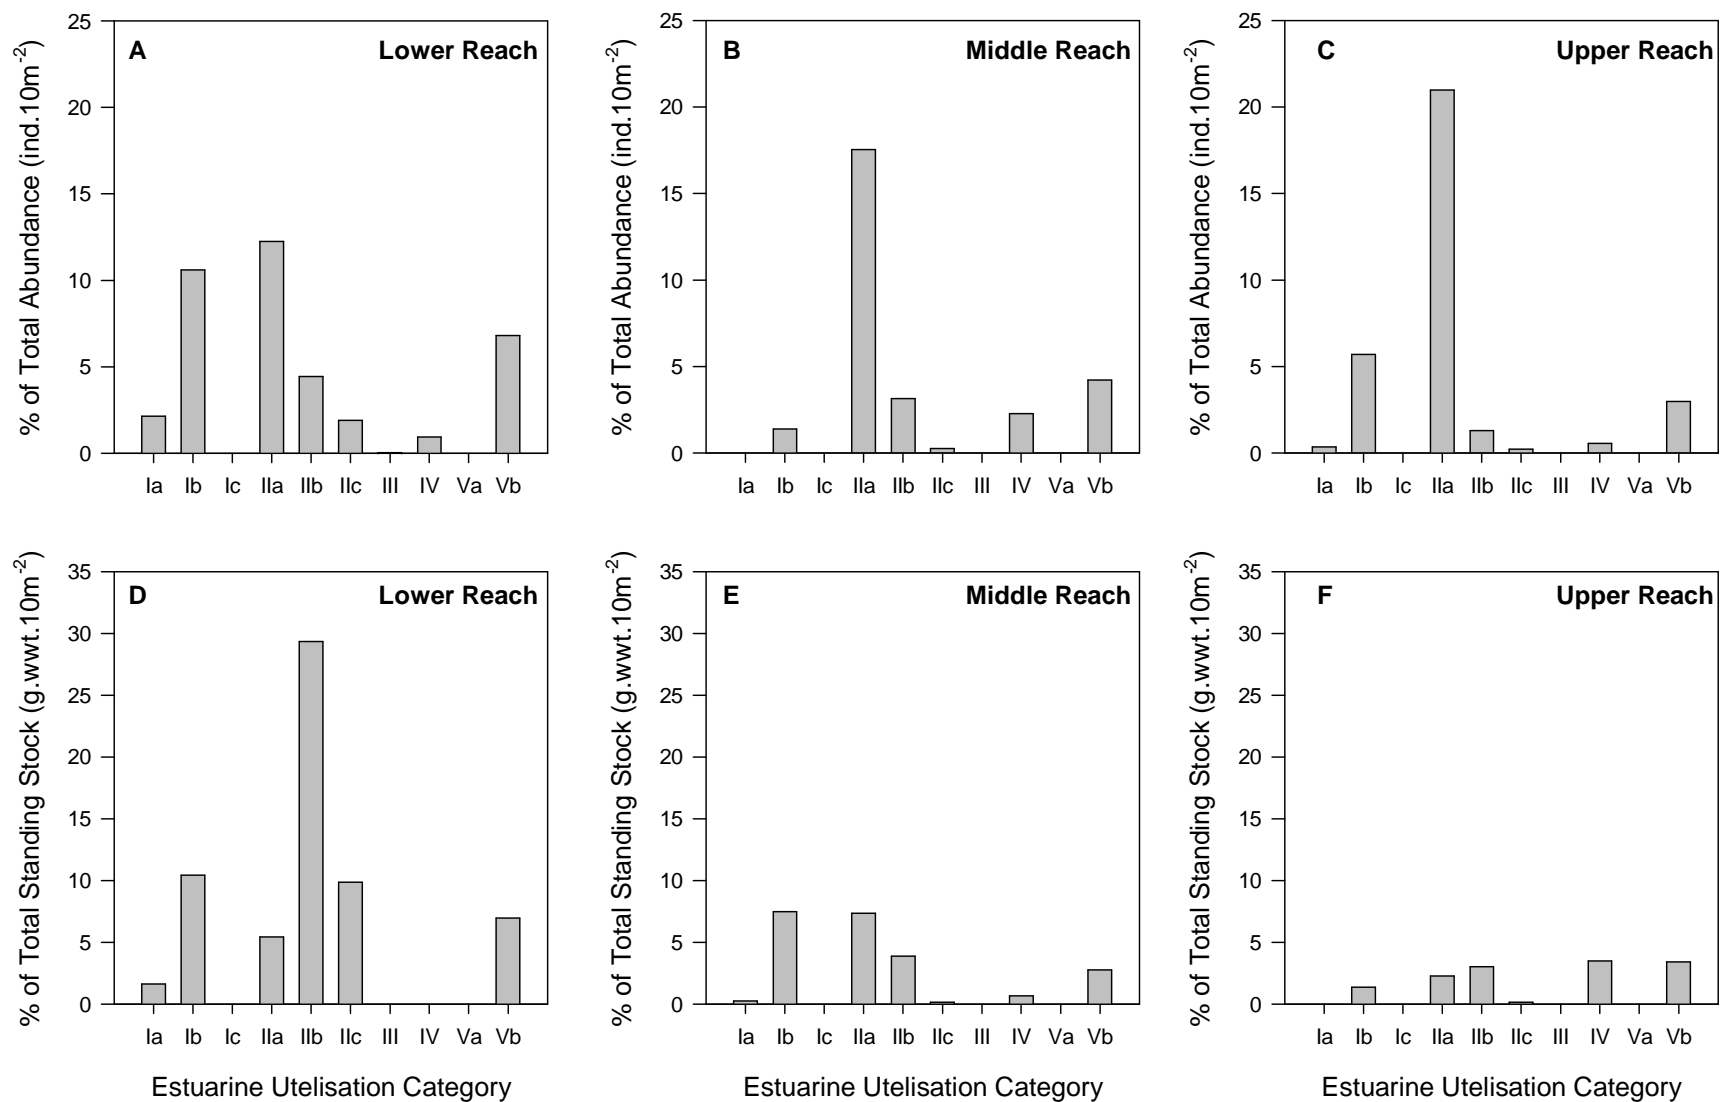 % of Total Abundance (ind.10m-2)
25
20
15
10
5
0
A
Lower Reach
Ia Ib Ic IIa IIb IIc III IV Va Vb
% of Total Abundance (ind.10m-2)
25
20
15
10
5
0
B
Middle Reach
Ia Ib Ic IIa IIb IIc III IV Va Vb
% of Total Abundance (ind.10m-2)
25
20
15
10
5
0
C
Upper Reach
Ia Ib Ic IIa IIb IIc III IV Va Vb
% of Total Standing Stock (g.wwt.10m-2)
35
30
25
20
15
10
5
0
D
Lower Reach
Ia Ib Ic IIa IIb IIc III IV Va Vb
Estuarine Utelisation Category
% of Total Standing Stock (g.wwt.10m-2)
35
30
25
20
15
10
5
0
E
Middle Reach
Ia Ib Ic IIa IIb IIc III IV Va Vb
Estuarine Utelisation Category
% of Total Standing Stock (g.wwt.10m-2)
35
30
25
20
15
10
5
0
F
Upper Reach
Ia Ib Ic IIa IIb IIc III IV Va Vb
Estuarine Utelisation Category